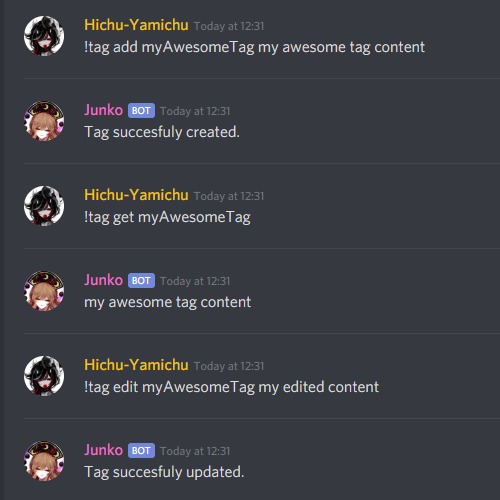 Hichu-Yamichu Today at 12:31
!tag add myAwesomeTag my awesome tag content
Junko BOT Today at 12:31
Tag succesfuly created.
Hichu-Yamichu Today at 12:31
!tag get myAwesomeTag
Junko BOT Today at 12:31
my awesome tag content
Hichu-Yamichu Today at 12:31
!tag edit myAwesomeTag my edited content
Junko BOT Today at 12:31
Tag succesfuly updated.